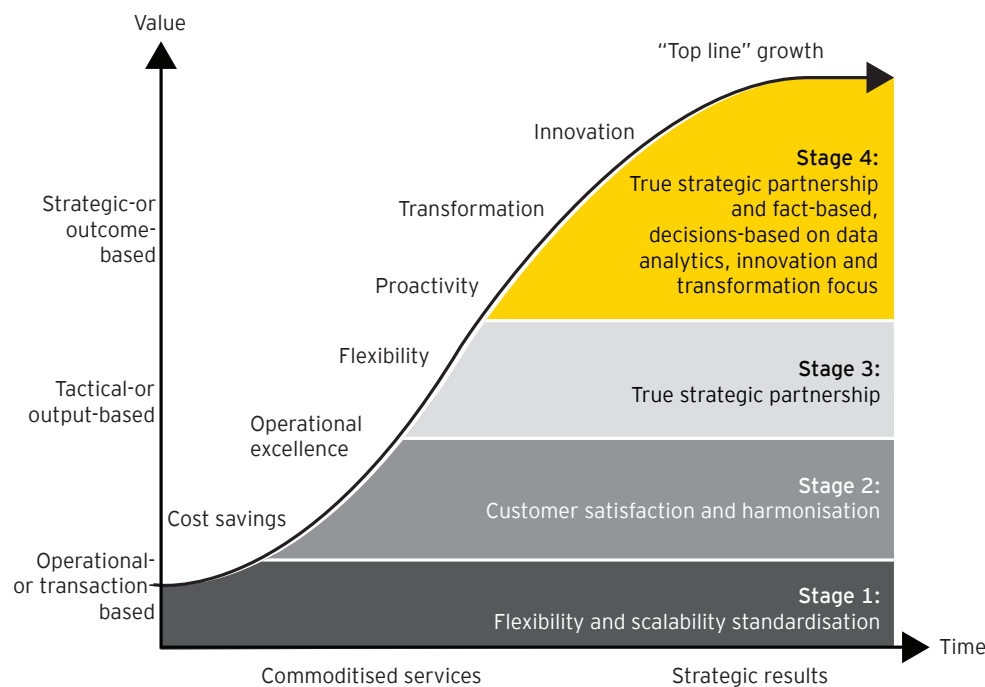 Value
“Top line” growth
Innovation
Stage 4:
True strategic partnership
and fact-based,
decisions-based on data
analytics, innovation and
transformation focus
Transformation
Strategic-or
outcome-
based
Proactivity
Flexibility
Stage 3:
True strategic partnership
Tactical-or
output-based
Operational
excellence
Stage 2:
Customer satisfaction and harmonisation
Cost savings
Operational-
or transaction-
based
Stage 1:
Flexibility and scalability standardisation
Time
Commoditised services
Strategic results